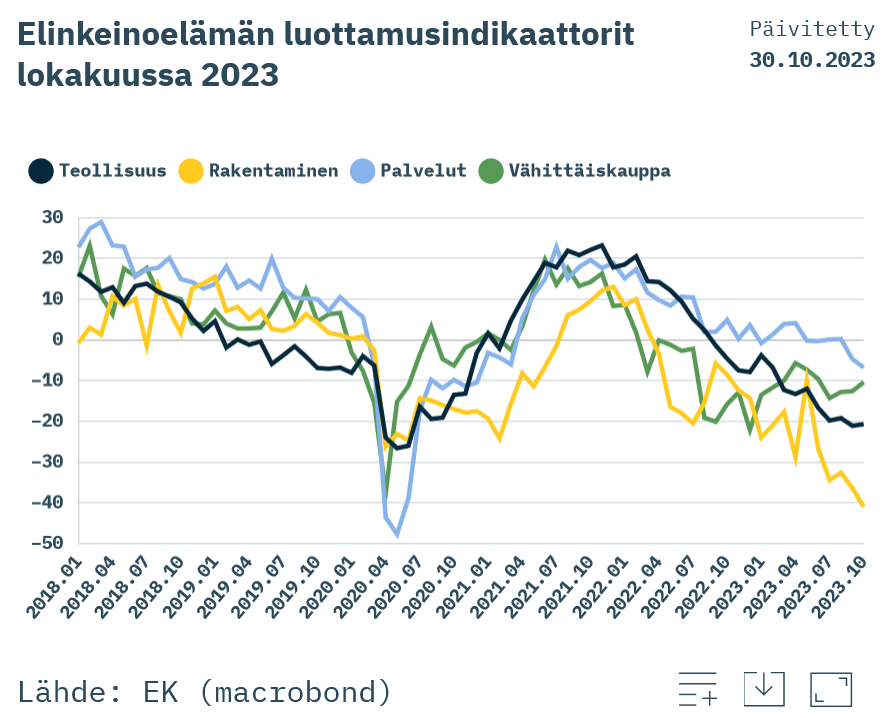 Elinkeinoelämän luottamusindikaattorit
lokakuussa 2023
Päivitetty
30.10.2023
Teollisuus Rakentaminen Palvelut Vähittäiskauppa
30
20
10
0
−10
−20
−30
−40
−50
2018.01 2018.04 2018.07 2018.10 2019.01 2019.04 2019.07 2019.10 2020.01 2020.04 2020.07 2020.10 2021.01 2021.04 2021.07 2021.10 2022.01 2022.04 2022.07 2022.10 2023.01 2023.04 2023.07 2023.10
Lähde: EK (macrobond)